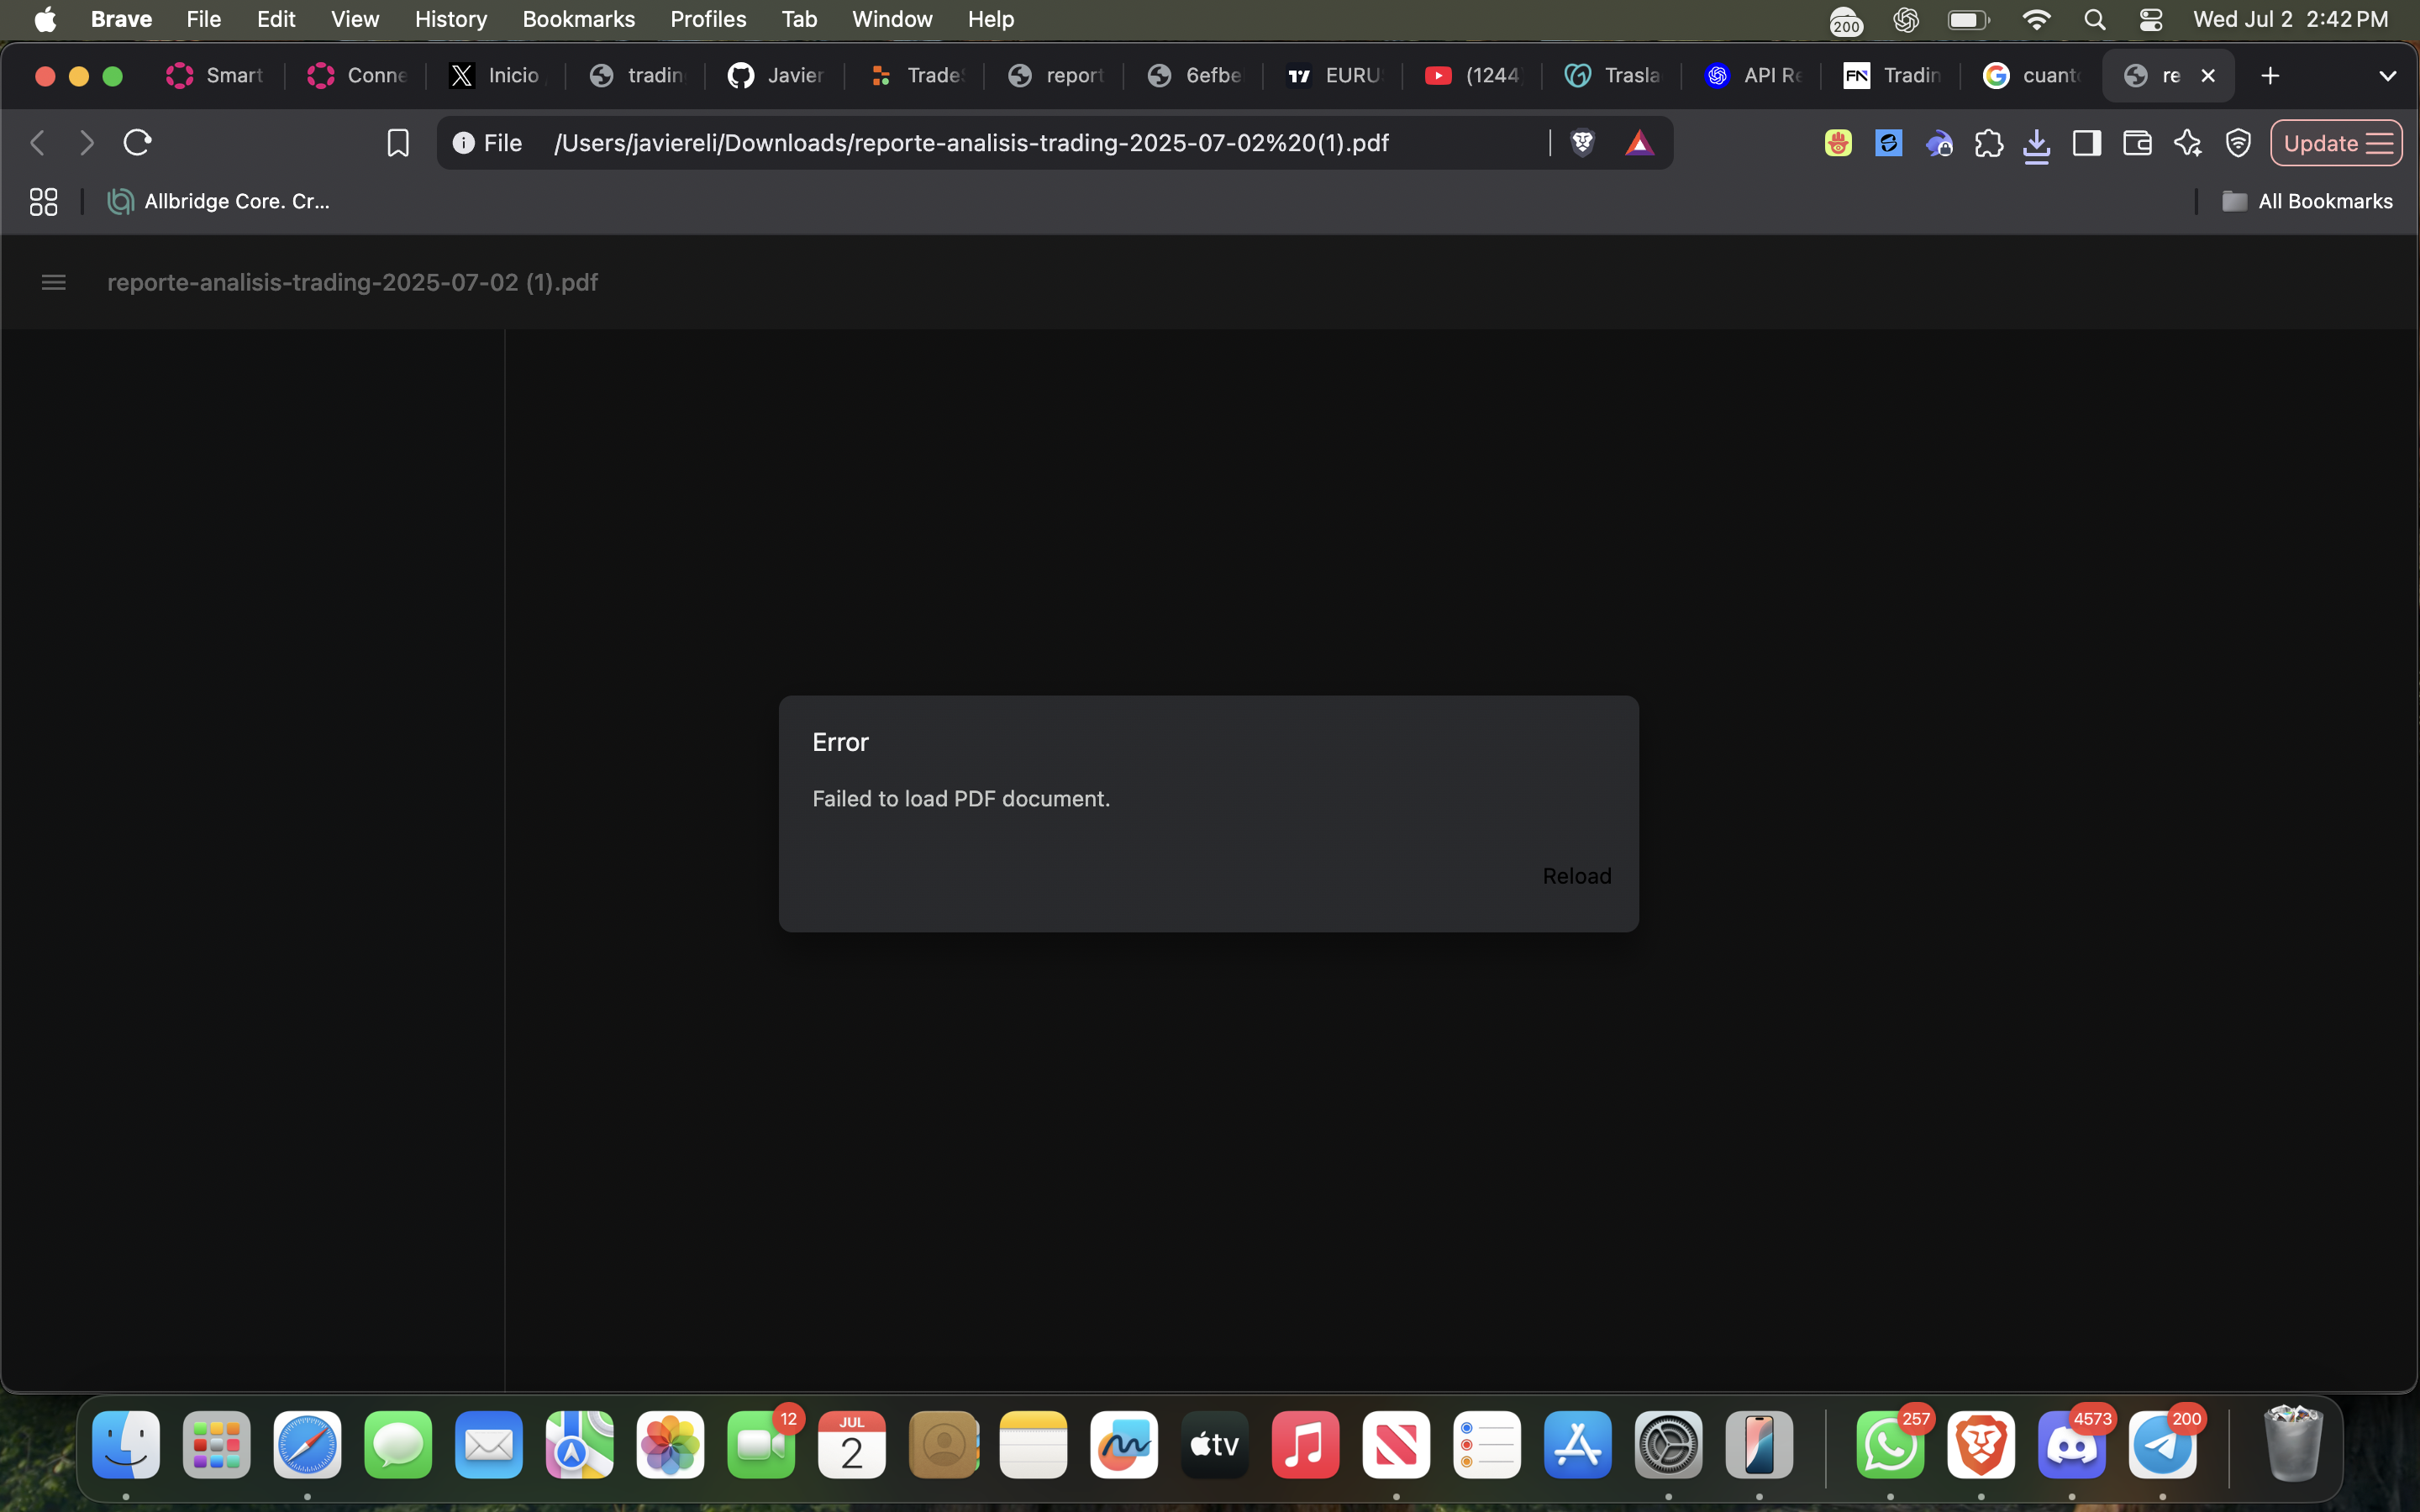 Brave File Edit View History Bookmarks Profiles Tab Window Help 200 Wed Jul 2 2:42 PM
Smart Conne X Inicio tradin Javier Trade report 6efbe EURU (1244 Trasla API Re FN Tradin cuant re
File /Users/javiereli/Downloads/reporte-analisis-trading-2025-07-02%20(1).pdf Update
Allbridge Core. Cr... All Bookmarks
reporte-analisis-trading-2025-07-02 (1).pdf
Error
Failed to load PDF document.
Reload
12 JUL 2 tv 257 4573 200